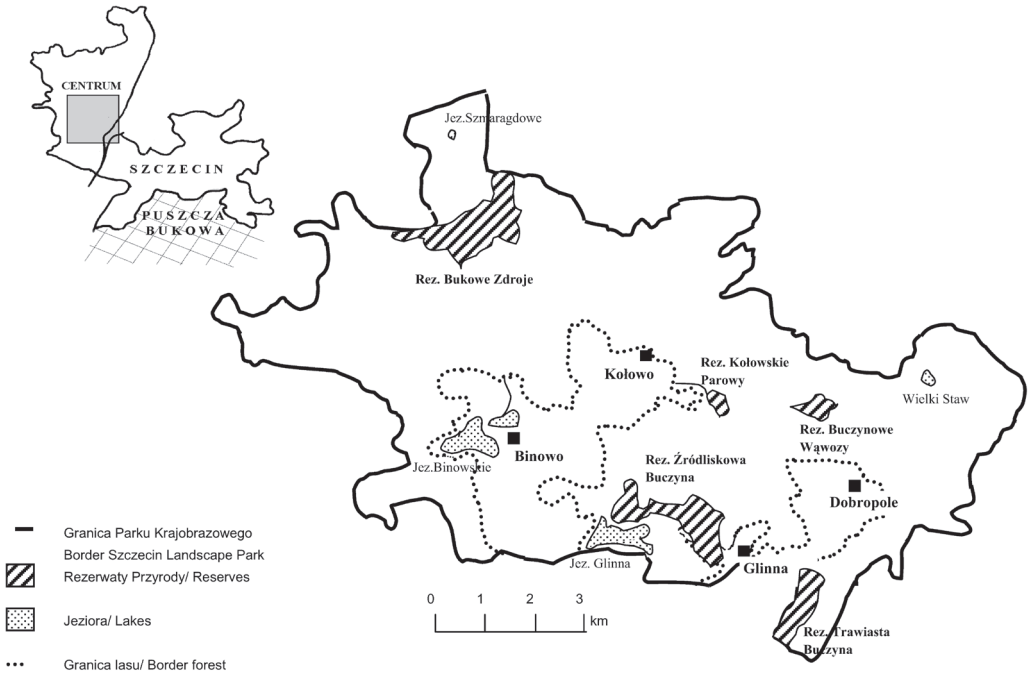 CENTRUM
SZCZECIN
PUSZCZA
BUKOWA
Jez.Szmaragdowe
Rez. Bukowe Zdroje
Kołowo
Rez. Kołowskie
Parowy
Wielki Staw
Rez. Buczynowe
Wąwozy
Binowo
Jez.Binowskie
Rez. Źródliskowa
Buczyna
Dobropole
Jez. Glinna
Glinna
Rez. Trawiasta
Buczyna
Granica Parku Krajobrazowego
Border Szczecin Landscape Park
Rezerwaty Przyrody/ Reserves
Jeziora/ Lakes
Granica lasu/ Border forest
0 1 2 3
km